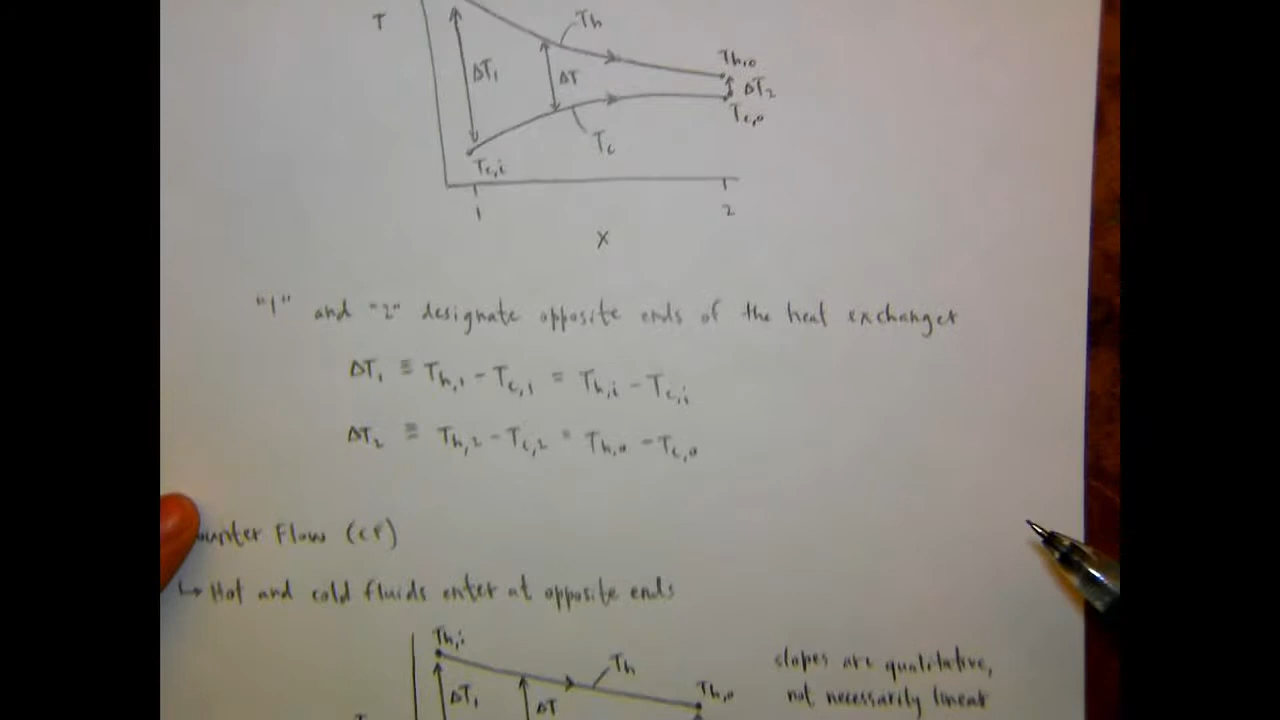 T
Th
Th,o
ΔT1
ΔT
ΔT2
Tc,o
Tc
Tc,i
1
2
X
"1" and "2" designate opposite ends of the heat exchanger
ΔT1 ≡ Th,1 - Tc,1 = Th,i - Tc,i
ΔT2 ≡ Th,2 - Tc,2 = Th,o - Tc,o
ounter Flow (CF)
↳ Hot and cold fluids enter at opposite ends
Th,i
Th
slopes are qualitative,
Th,o
not necessarily linear
ΔT1
ΔT